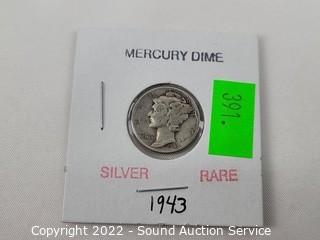 MERCURY DIME
391.
SILVER RARE
1943
Copyright 2022 - Sound Auction Service